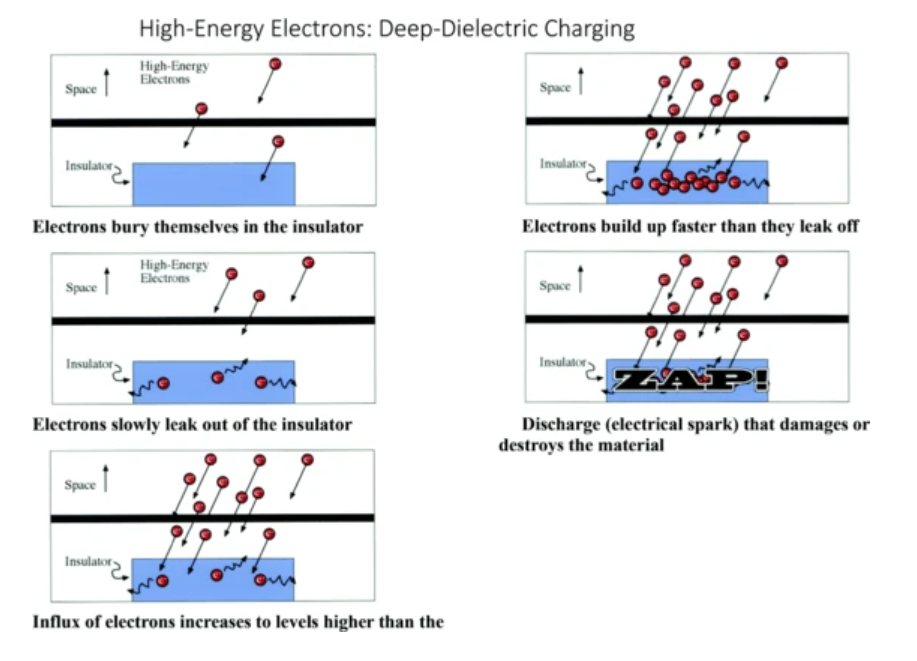 High-Energy Electrons: Deep-Dielectric Charging
Space
High-Energy
Electrons
Insulator
Electrons bury themselves in the insulator
Space
High-Energy
Electrons
Insulator
Electrons slowly leak out of the insulator
Space
Insulator
Influx of electrons increases to levels higher than the
Space
Insulator
Electrons build up faster than they leak off
Space
Insulator
ZAP!
Discharge (electrical spark) that damages or
destroys the material